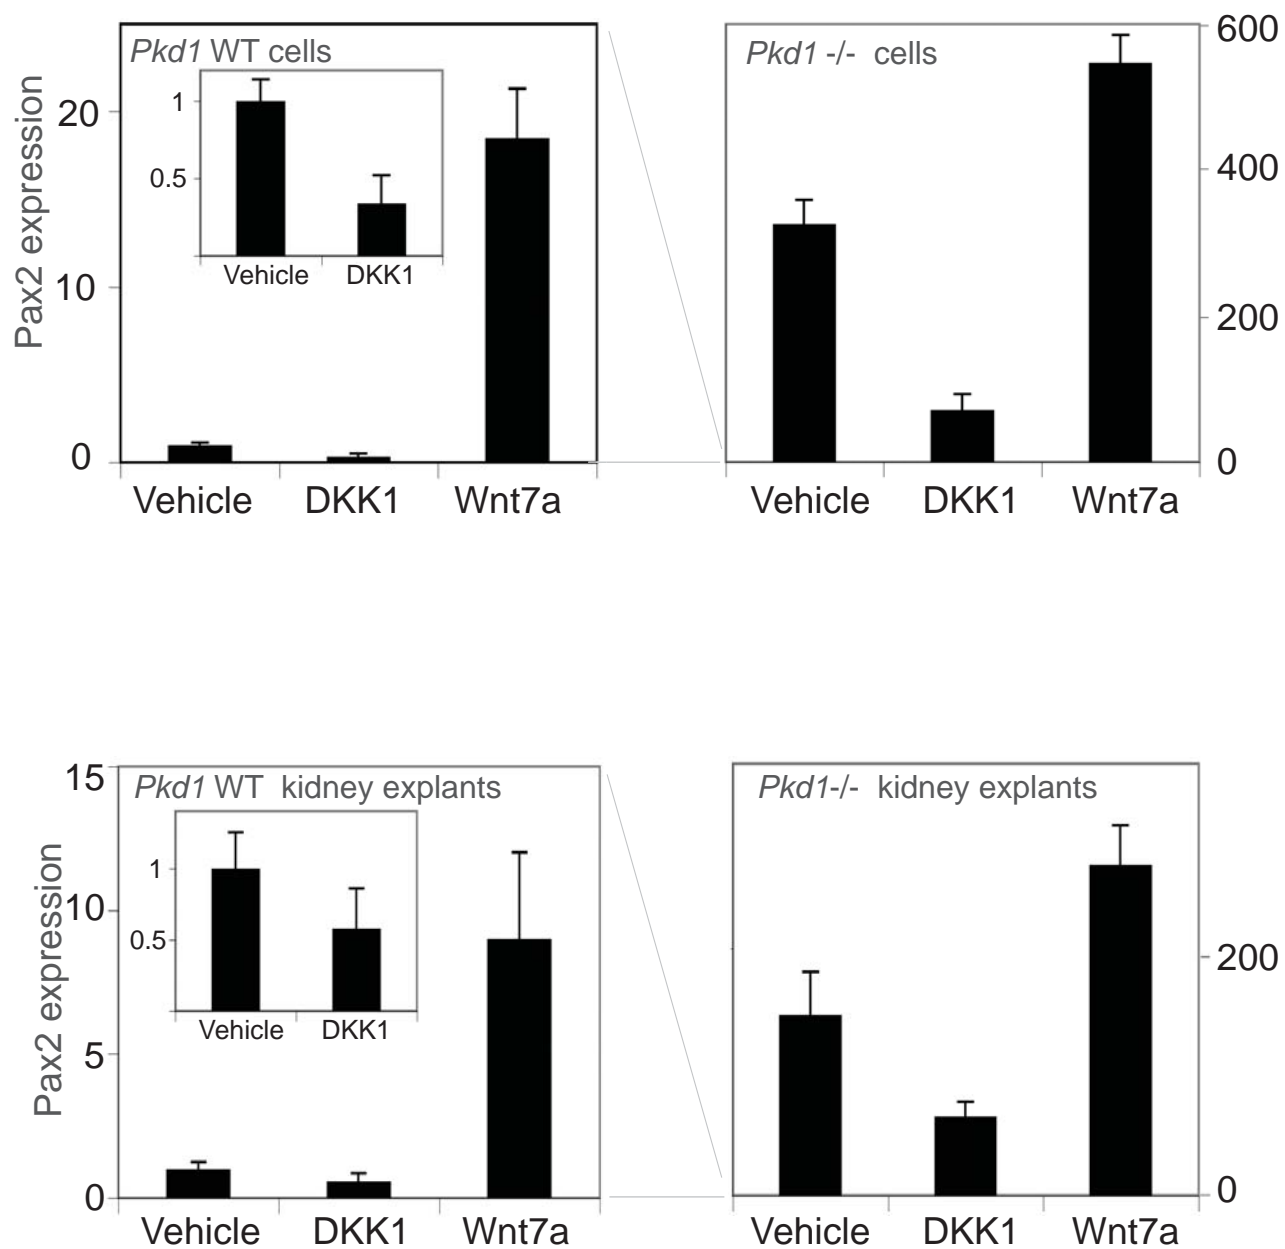 Pkd1 WT cells
Pkd1 -/- cells
Pax2 expression
20
10
0
1
0.5
Vehicle DKK1
Vehicle DKK1 Wnt7a
600
400
200
0
Vehicle DKK1 Wnt7a
Pkd1 WT kidney explants
Pkd1-/- kidney explants
Pax2 expression
15
10
5
0
1
0.5
Vehicle DKK1
Vehicle DKK1 Wnt7a
200
0
Vehicle DKK1 Wnt7a